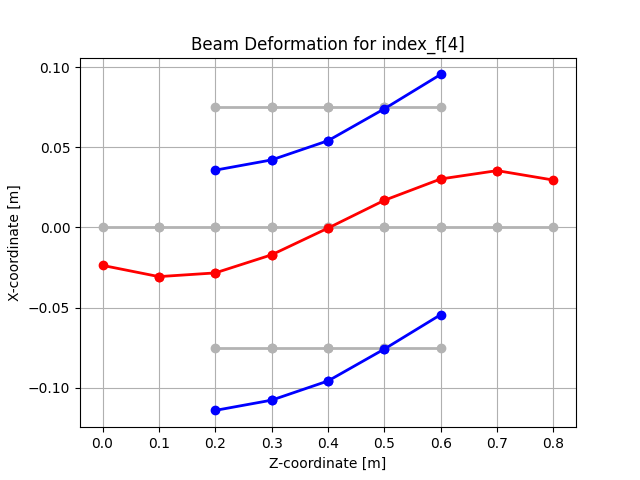 Beam Deformation for index_f[4]
0.10
0.05
0.00
−0.05
−0.10
X-coordinate [m]
0.0 0.1 0.2 0.3 0.4 0.5 0.6 0.7 0.8
Z-coordinate [m]